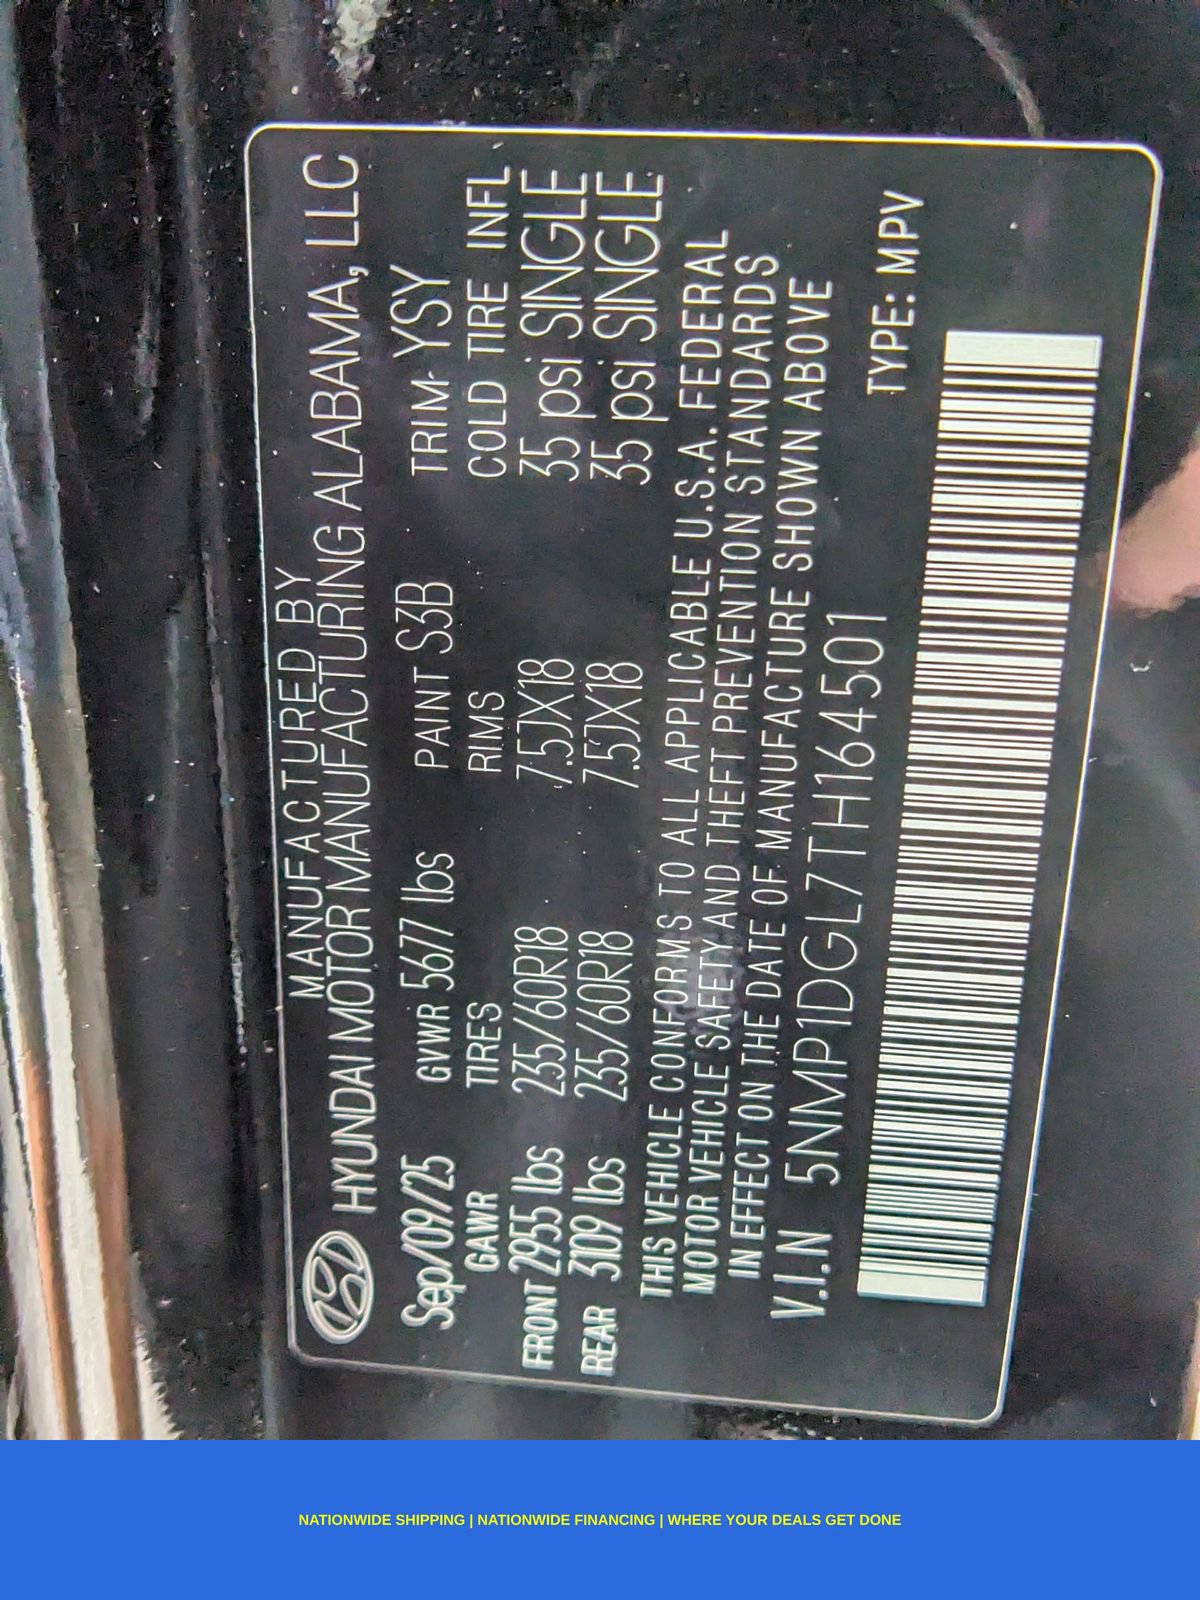 MANUFACTURED BY
HYUNDAI MOTOR MANUFACTURING ALABAMA, LLC
Sep/09/25 GVWR 5677 lbs PAINT S3B TRIM YSY
GAWR TIRES RIMS COLD TIRE INFL
FRONT 2955 lbs 235/60R18 7.5JX18 35 psi SINGLE
REAR 3109 lbs 235/60R18 7.5JX18 35 psi SINGLE
THIS VEHICLE CONFORMS TO ALL APPLICABLE U.S.A. FEDERAL
MOTOR VEHICLE SAFETY AND THEFT PREVENTION STANDARDS
IN EFFECT ON THE DATE OF MANUFACTURE SHOWN ABOVE
V.I.N 5NMP1DGL7TH164501 TYPE: MPV
NATIONWIDE SHIPPING | NATIONWIDE FINANCING | WHERE YOUR DEALS GET DONE